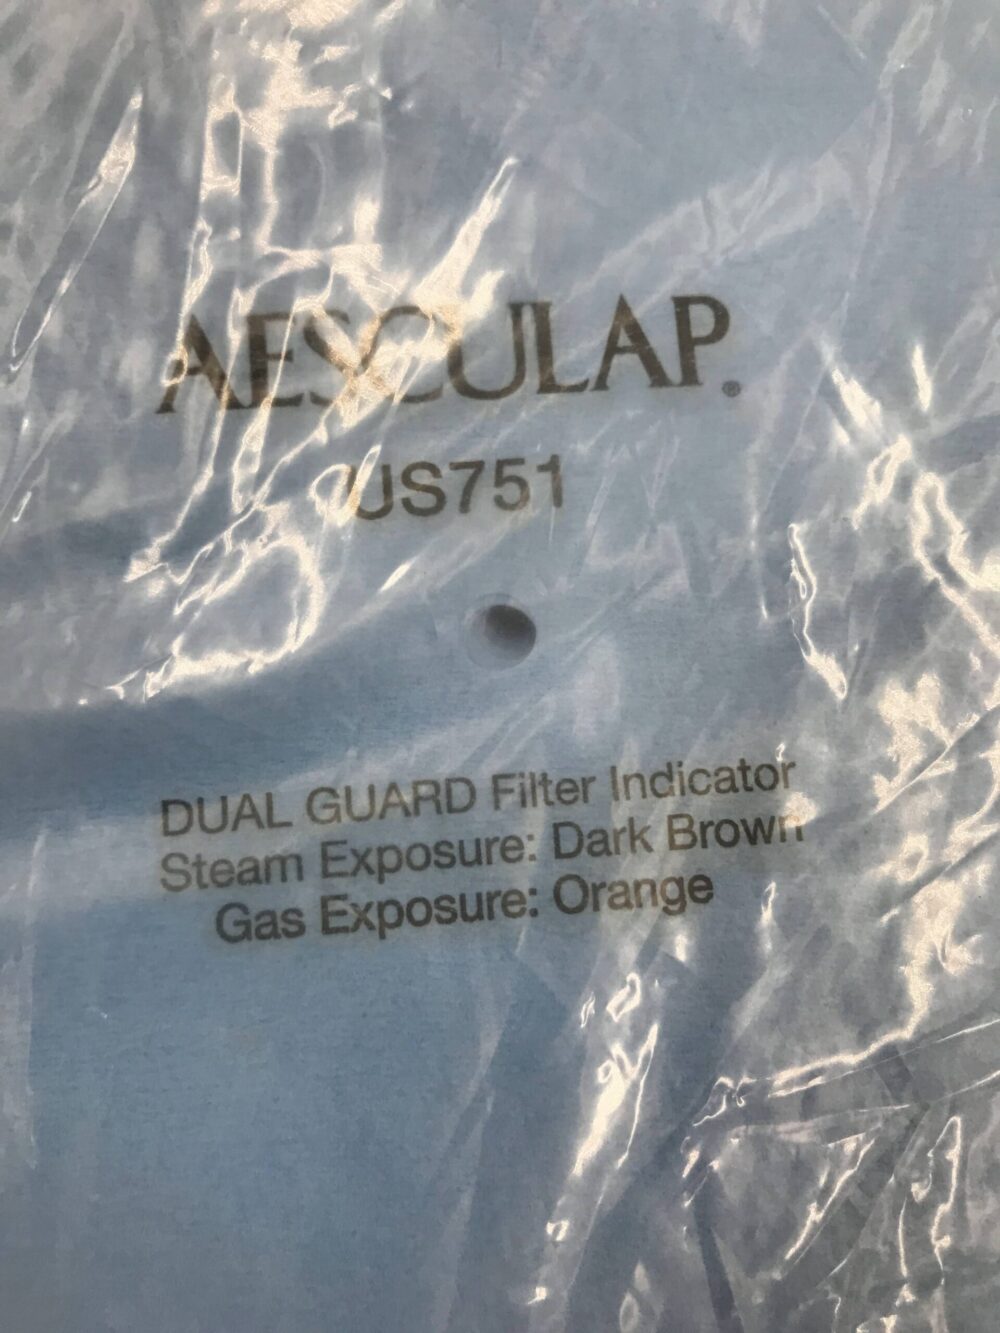 AESCULAP®
US751
DUAL GUARD Filter Indicator
Steam Exposure: Dark Brown
Gas Exposure: Orange